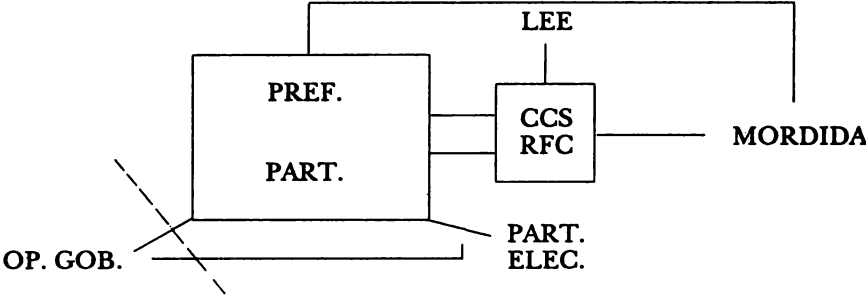 LEE
PREF.
CCS
RFC
MORDIDA
PART.
PART.
ELEC.
OP. GOB.